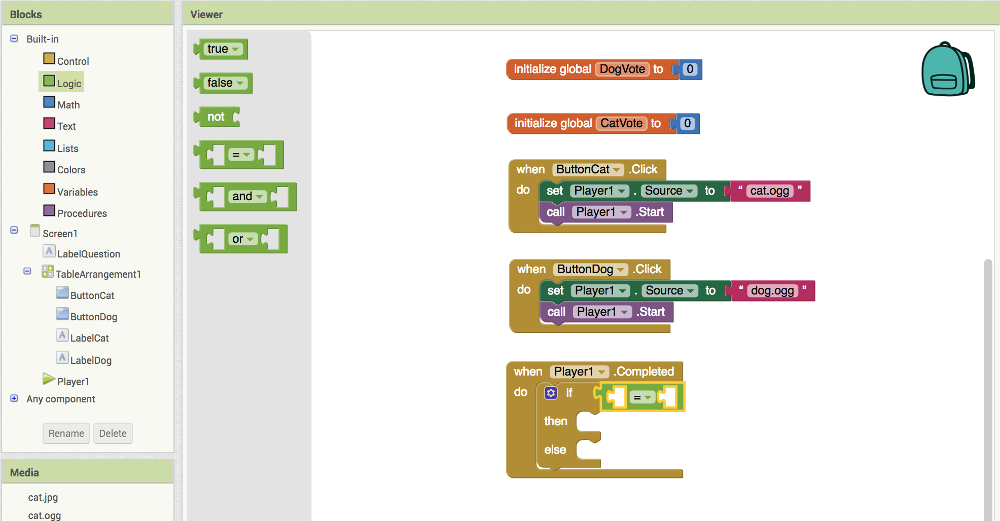 Blocks
Built-in
Control
Logic
Math
Text
Lists
Colors
Variables
Procedures
Screen1
LabelQuestion
TableArrangement1
ButtonCat
ButtonDog
LabelCat
LabelDog
Player1
Any component
Rename Delete
Media
cat.jpg
cat.ogg
Viewer
true
false
not
=
and
or
initialize global DogVote to 0
initialize global CatVote to 0
when ButtonCat .Click
do set Player1 . Source to “ cat.ogg ”
call Player1 .Start
when ButtonDog .Click
do set Player1 . Source to “ dog.ogg ”
call Player1 .Start
when Player1 .Completed
do if =
then
else